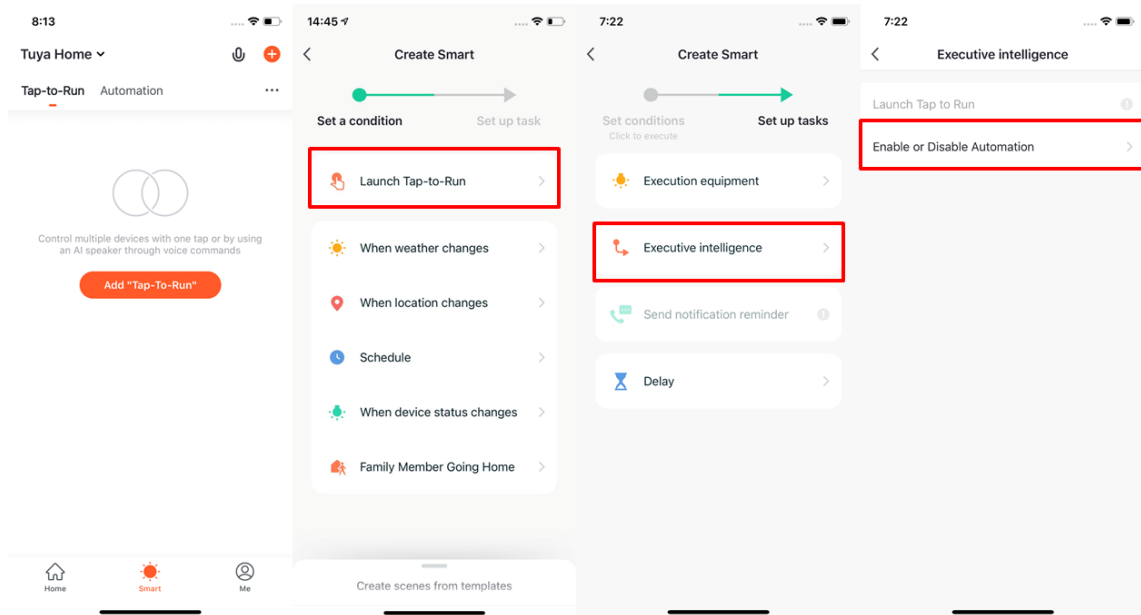 8:13
Tuya Home
Tap-to-Run Automation
Control multiple devices with one tap or by using
an AI speaker through voice commands
Add "Tap-To-Run"
Home
Smart
Me
14:45
Create Smart
Set a condition
Set up task
Launch Tap-to-Run
When weather changes
When location changes
Schedule
When device status changes
Family Member Going Home
Create scenes from templates
7:22
Create Smart
Set conditions
Click to execute
Set up tasks
Execution equipment
Executive intelligence
Send notification reminder
Delay
7:22
Executive intelligence
Launch Tap to Run
Enable or Disable Automation